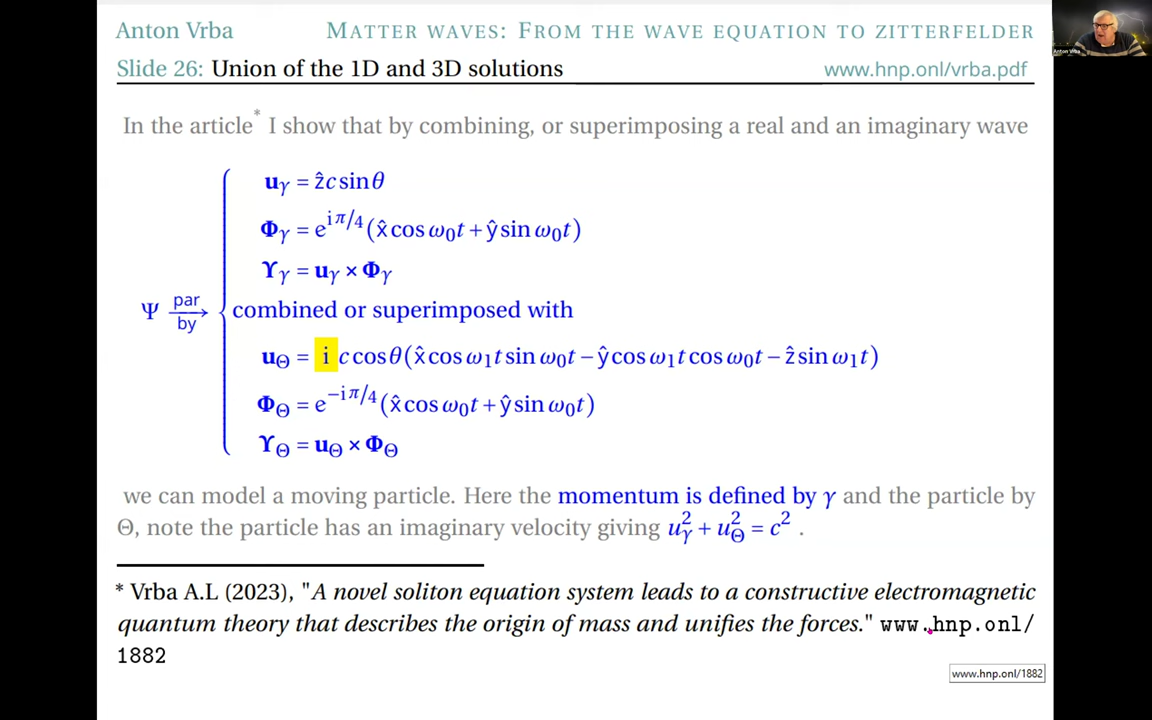 Anton Vrba MATTER WAVES: FROM THE WAVE EQUATION TO ZITTERFELDER
Slide 26: Union of the 1D and 3D solutions www.hnp.onl/vrba.pdf
In the article* I show that by combining, or superimposing a real and an imaginary wave
u_γ = ẑc sin θ
Φ_γ = e^{iπ/4}(x̂ cos ω₀t + ŷ sin ω₀t)
ϒ_γ = u_γ × Φ_γ
Ψ par by → { combined or superimposed with
u_Θ = i c cos θ(x̂ cos ω₁t sin ω₀t − ŷ cos ω₁t cos ω₀t − ẑ sin ω₁t)
Φ_Θ = e^{−iπ/4}(x̂ cos ω₀t + ŷ sin ω₀t)
ϒ_Θ = u_Θ × Φ_Θ
we can model a moving particle. Here the momentum is defined by γ and the particle by
Θ, note the particle has an imaginary velocity giving u_γ² + u_Θ² = c² .
* Vrba A.L (2023), "A novel soliton equation system leads to a constructive electromagnetic
quantum theory that describes the origin of mass and unifies the forces." www.hnp.onl/
1882
www.hnp.onl/1882
Anton Vrba